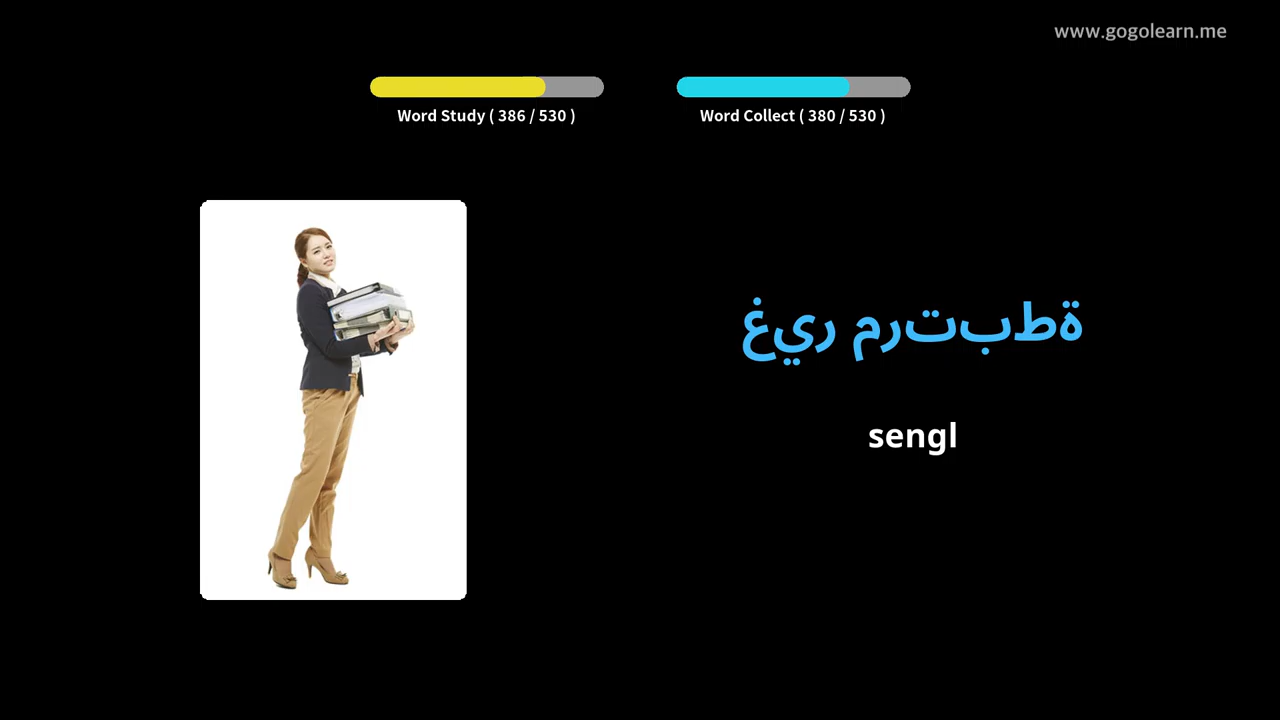 www.gogolearn.me
Word Study ( 386 / 530 )
Word Collect ( 380 / 530 )
غير مرتبطة
sengl